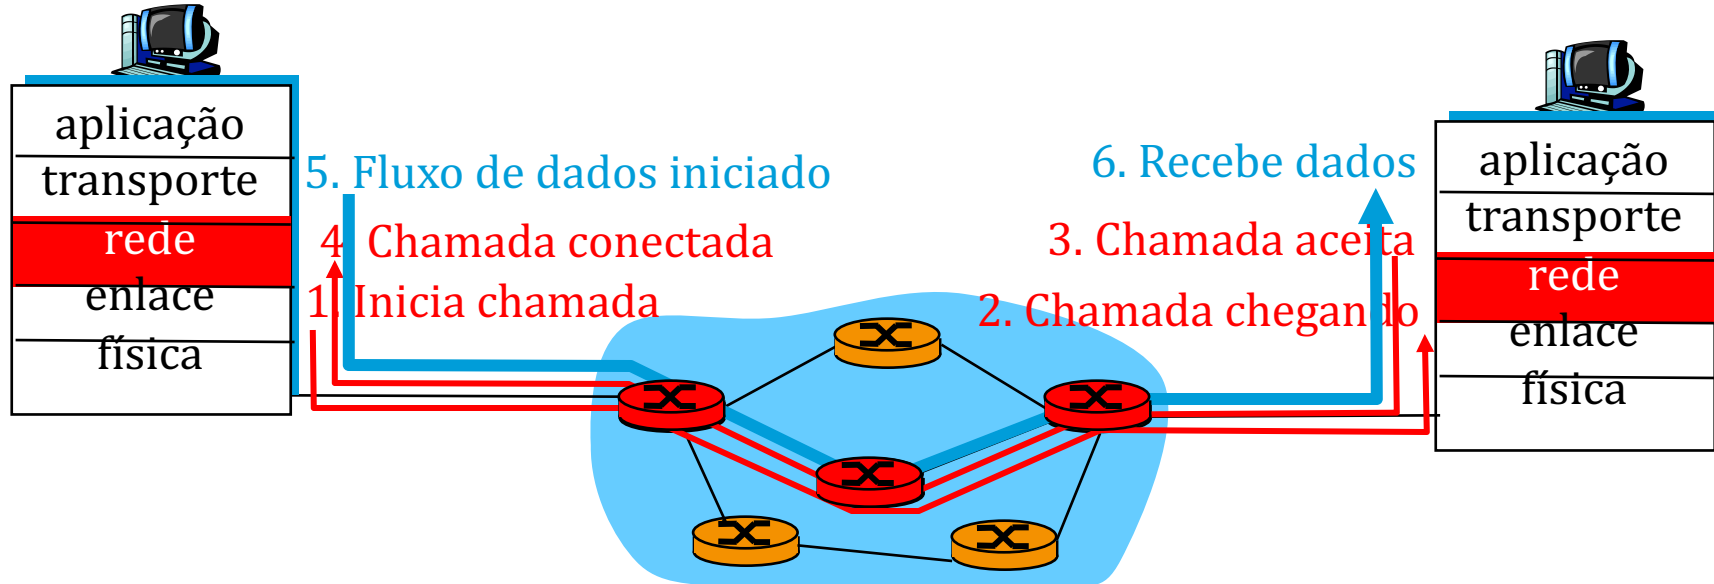 aplicação
transporte
rede
enlace
física
5. Fluxo de dados iniciado
4. Chamada conectada
1. Inicia chamada
6. Recebe dados
3. Chamada aceita
2. Chamada chegando
aplicação
transporte
rede
enlace
física